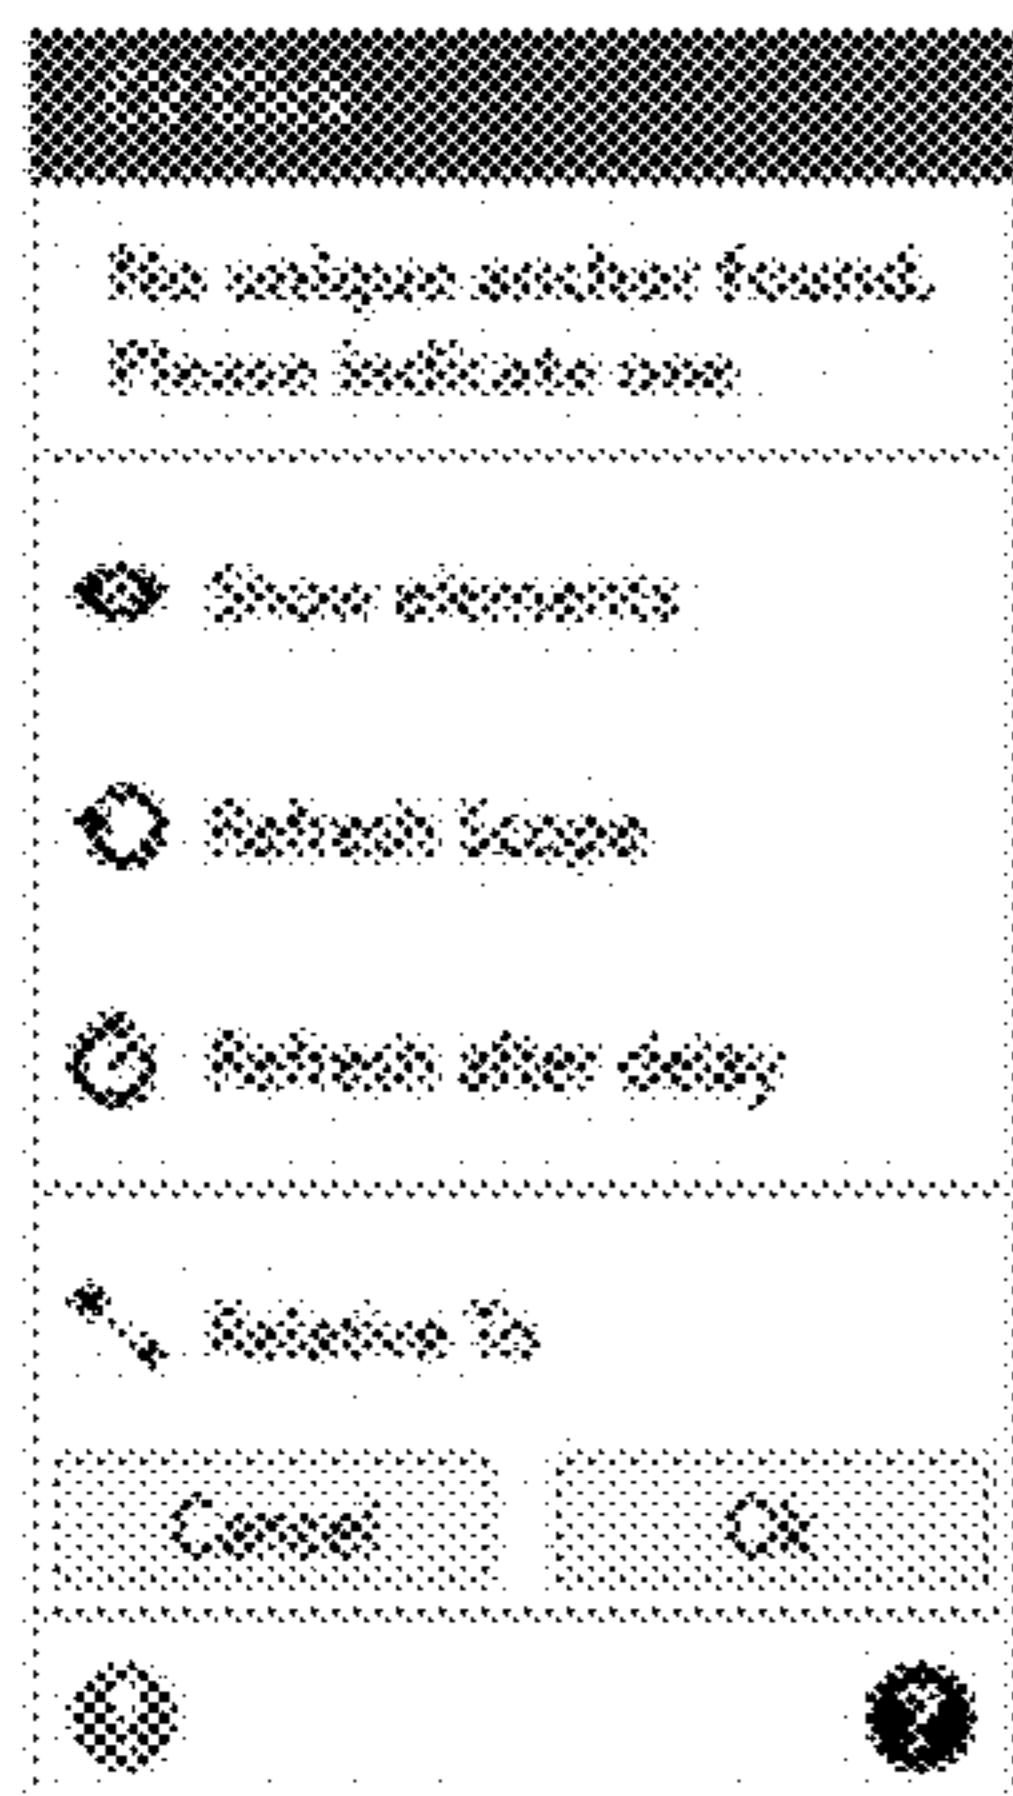 No unique anchor found.
Please indicate one
Show elements
Refresh Scope
Refresh after delay
Relative To
Cancel
Ok
?